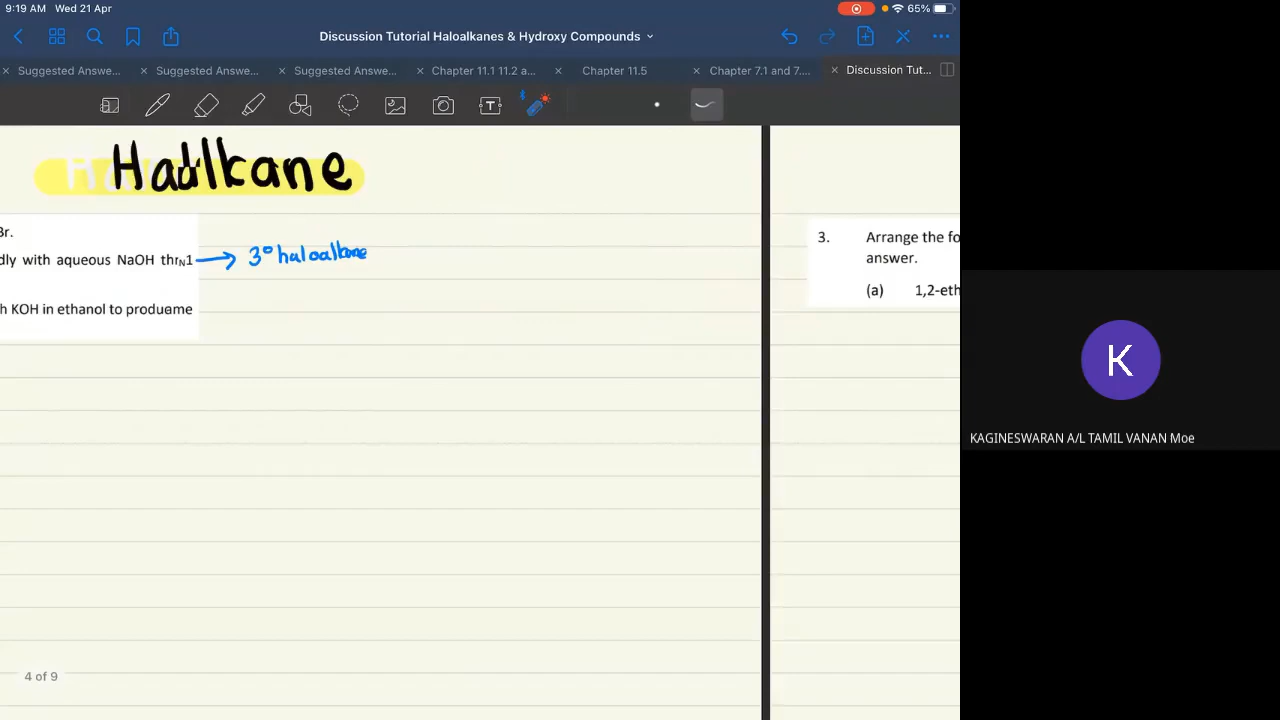 9:19 AM Wed 21 Apr
65%
Discussion Tutorial Haloalkanes & Hydroxy Compounds
Suggested Answe...
Suggested Answe...
Suggested Answe...
Chapter 11.1 11.2 a...
Chapter 11.5
Chapter 7.1 and 7....
Discussion Tut...
T
Br.
dly with aqueous NaOH thrN1
3° haloalkane
h KOH in ethanol to produame
3. Arrange the fo
answer.
(a) 1,2-eth
4 of 9
K
KAGINESWARAN A/L TAMIL VANAN Moe